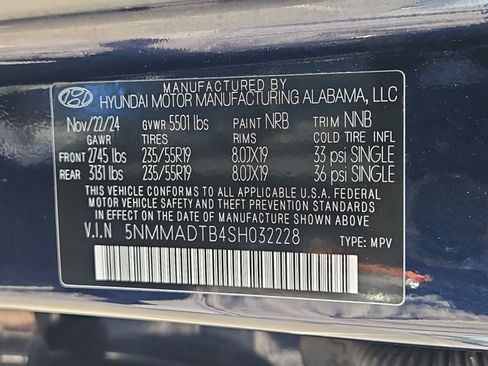 MANUFACTURED BY
HYUNDAI MOTOR MANUFACTURING ALABAMA, LLC
Nov/22/24 GVWR 5501 lbs PAINT NRB TRIM NNB
GAWR TIRES RIMS COLD TIRE INFL
FRONT 2745 lbs 235/55R19 8.0JX19 33 psi SINGLE
REAR 3131 lbs 235/55R19 8.0JX19 36 psi SINGLE
THIS VEHICLE CONFORMS TO ALL APPLICABLE U.S.A. FEDERAL
MOTOR VEHICLE SAFETY AND THEFT PREVENTION STANDARDS
IN EFFECT ON THE DATE OF MANUFACTURE SHOWN ABOVE.
V.I.N 5NMMADTB4SH032228 TYPE: MPV